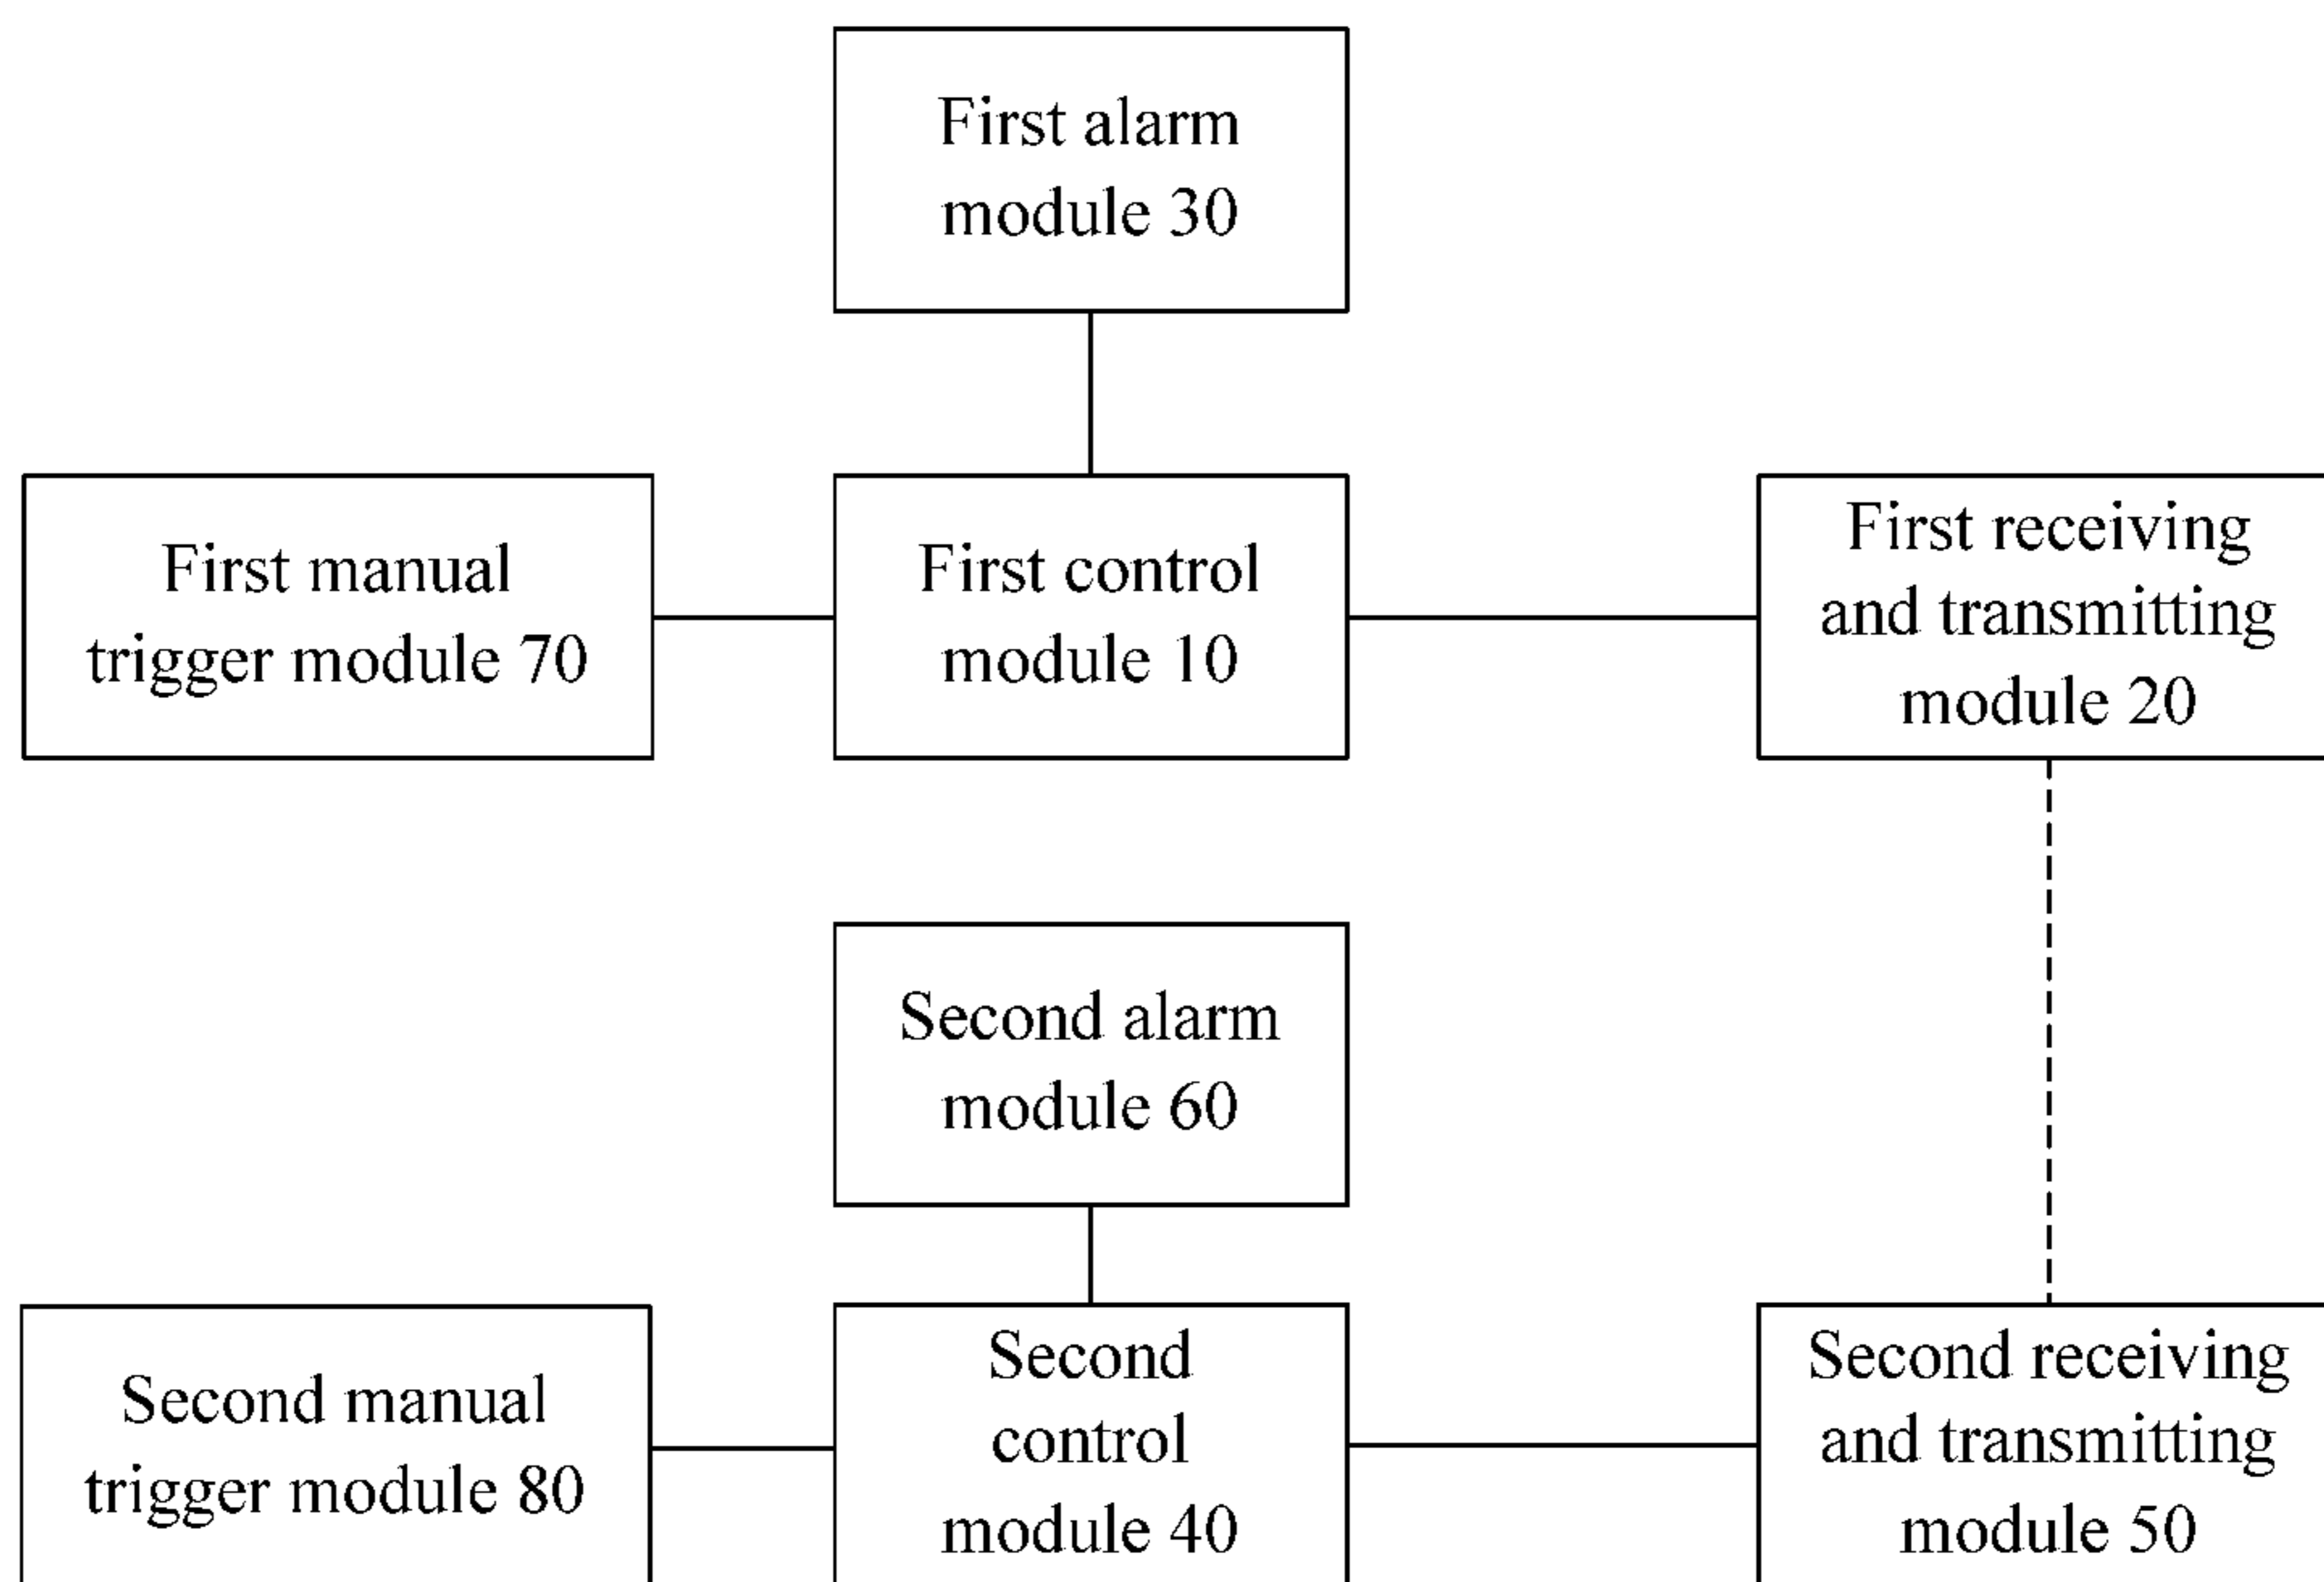 First alarm
module 30
First manual
trigger module 70
First control
module 10
First receiving
and transmitting
module 20
Second alarm
module 60
Second manual
trigger module 80
Second
control
module 40
Second receiving
and transmitting
module 50